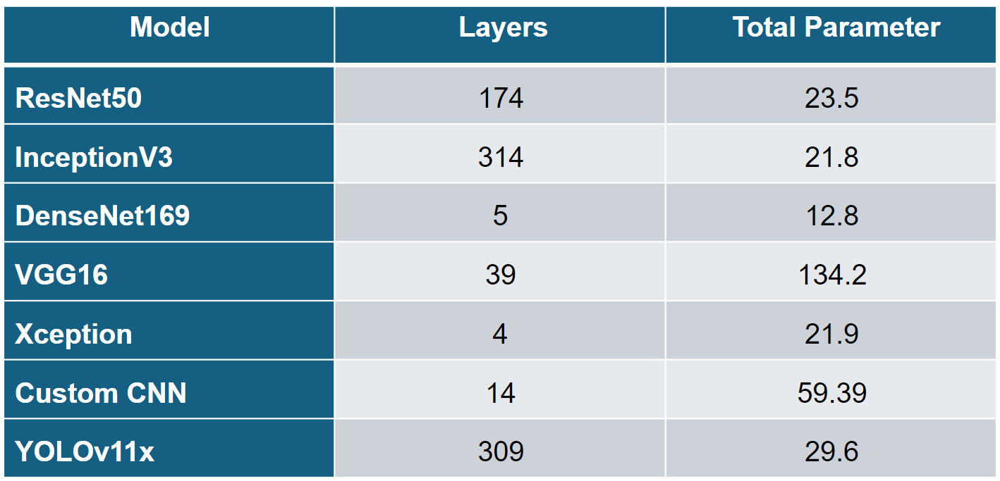 Model Layers Total Parameter
ResNet50 174 23.5
InceptionV3 314 21.8
DenseNet169 5 12.8
VGG16 39 134.2
Xception 4 21.9
Custom CNN 14 59.39
YOLOv11x 309 29.6